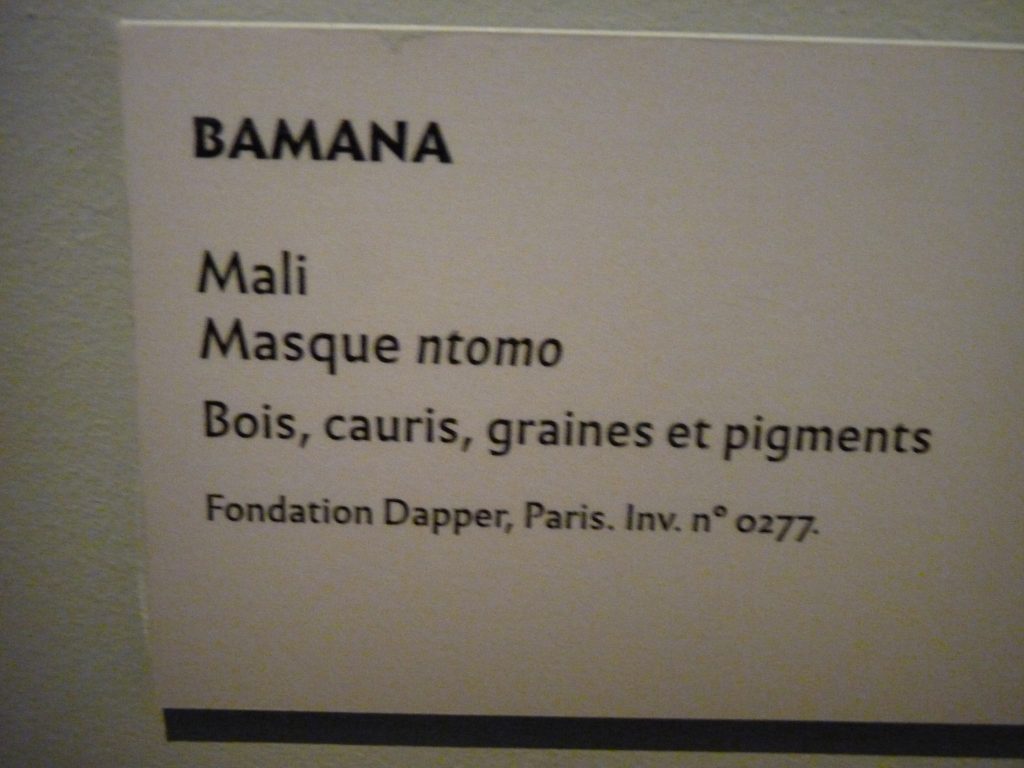 BAMANA
Mali
Masque ntomo
Bois, cauris, graines et pigments
Fondation Dapper, Paris. Inv. n° 0277.